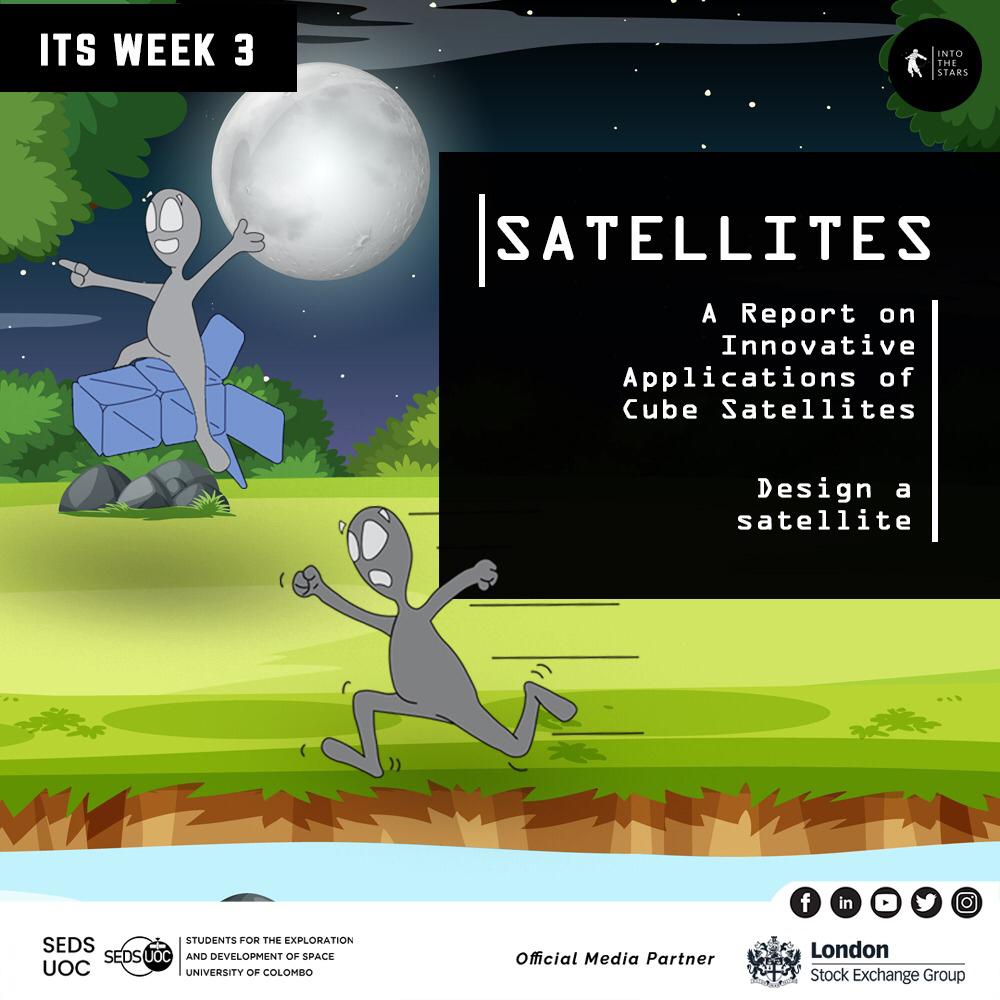 ITS WEEK 3
INTO
THE
STARS
SATELLITES
A Report on
Innovative
Applications of
Cube Satellites
Design a
satellite
SEDS
UOC
SEDS UOC
STUDENTS FOR THE EXPLORATION
AND DEVELOPMENT OF SPACE
UNIVERSITY OF COLOMBO
Official Media Partner
London
Stock Exchange Group